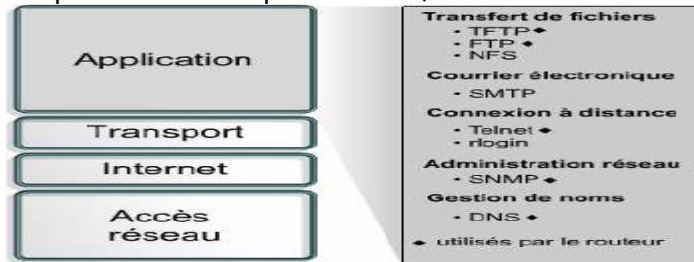 Application
Transport
Internet
Accès
réseau
Transfert de fichiers
• TFTP ◆
• FTP ◆
• NFS
Courrier électronique
• SMTP
Connexion à distance
• Telnet ◆
• rlogin
Administration réseau
• SNMP ◆
Gestion de noms
• DNS ◆
◆ utilisés par le routeur